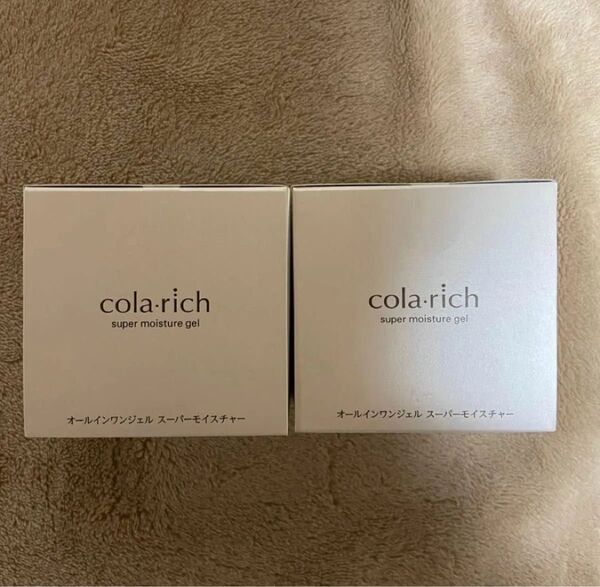 cola·rich
super moisture gel
オールインワンジェル スーパーモイスチャー
cola·rich
super moisture gel
オールインワンジェル スーパーモイスチャー